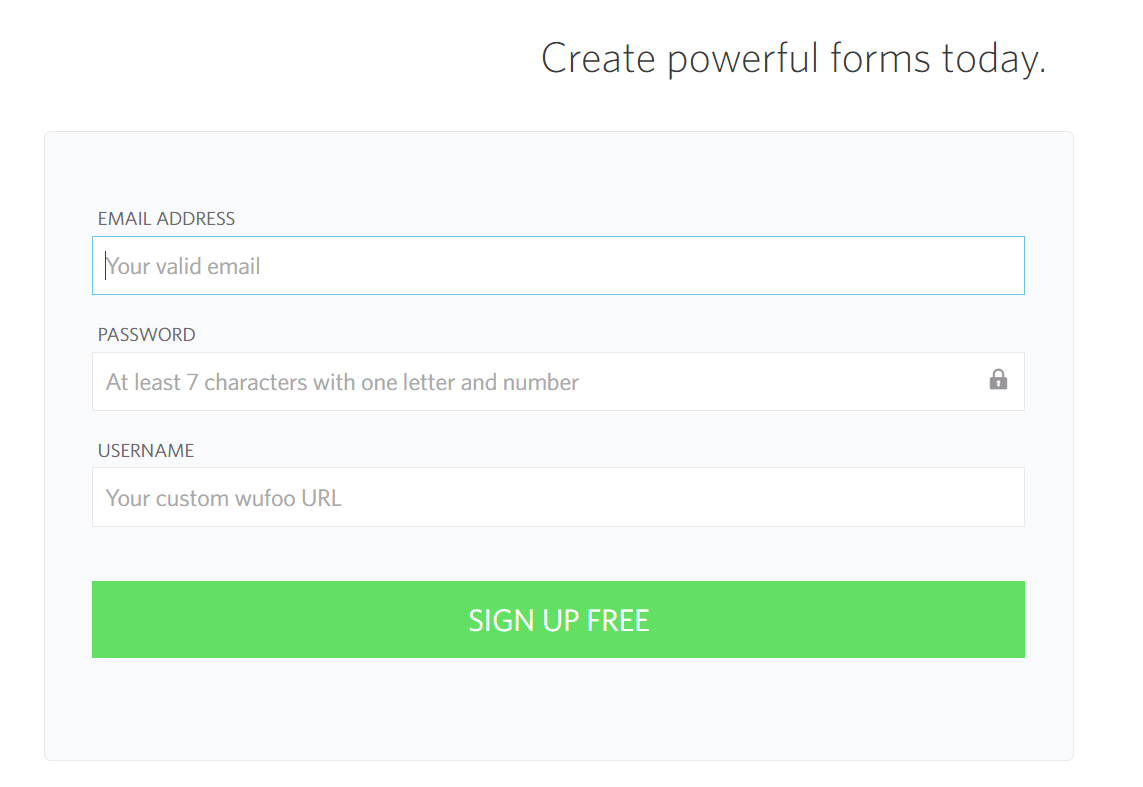 Create powerful forms today.
EMAIL ADDRESS
Your valid email
PASSWORD
At least 7 characters with one letter and number
USERNAME
Your custom wufoo URL
SIGN UP FREE